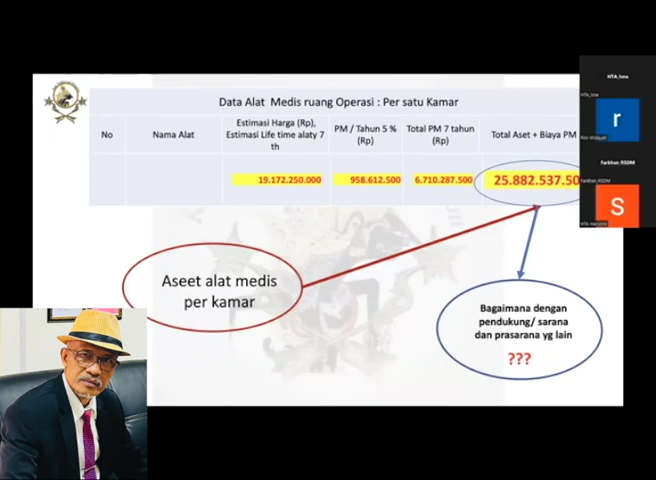 Data Alat Medis ruang Operasi : Per satu Kamar
No
Nama Alat
Estimasi Harga (Rp),
Estimasi Life time alaty 7
th
PM / Tahun 5 %
(Rp)
Total PM 7 tahun
(Rp)
Total Aset + Biaya PM
19.172.250.000
958.612.500
6.710.287.500
25.882.537.50
Aseet alat medis
per kamar
Bagaimana dengan
pendukung/ sarana
dan prasarana yg lain
???
r
Farkhan_RSDM
Farkhan_RSDM
S